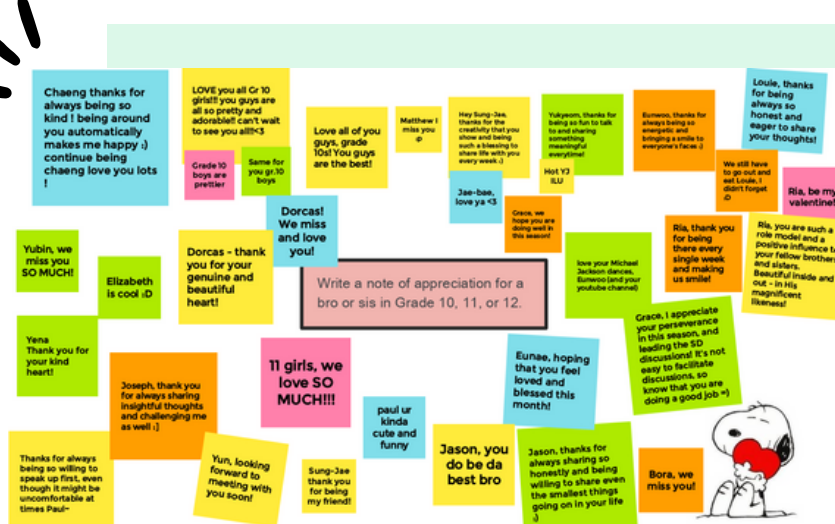 Chaeng thanks for
always being so
kind ! being around
you automatically
makes me happy :)
continue being
chaeng love you lots
!
LOVE you all Gr 10
girls!!! you guys are
all so pretty and
adorable!! can't wait
to see you all!!<3
Grade 10
boys are
prettier
Same for
you gr.10
boys
Love all of you
guys, grade
10s! You guys
are the best!
Matthew I
miss you
:P
Hey Sung-Jae,
thanks for the
creativity that you
show and being
such a blessing to
share life with you
every week :)
Jae-bae,
love ya <3
Yukyeom, thanks for
being so fun to talk
to and sharing
something
meaningful
everytime!
Hot YJ
ILU
Eunwoo, thanks for
always being so
energetic and
bringing a smile to
everyone's faces :)
Louie, thanks
for being
always so
honest and
eager to share
your thoughts!
We still have
to go out and
eat Louie, I
didn't forget
:D
Ria, be my
valentine!
Dorcas!
We miss
and love
you!
Grace, we
hope you are
doing well in
this season!
Ria, thank you
for being
there every
single week
and making
us smile!
Ria, you are such a
role model and a
positive influence to
your fellow brothers
and sisters.
Beautiful inside and
out - in His
magnificent
likeness!
Yubin, we
miss you
SO MUCH!
Elizabeth
is cool :D
Dorcas - thank
you for your
genuine and
beautiful
heart!
Write a note of appreciation for a
bro or sis in Grade 10, 11, or 12.
love your Michael
Jackson dances,
Eunwoo (and your
youtube channel)
Grace, I appreciate
your perseverance
in this season, and
leading the SD
discussions! It's not
easy to facilitate
discussions, so
know that you are
doing a good job =)
Yena
Thank you for
your kind
heart!
Joseph, thank you
for always sharing
insightful thoughts
and challenging me
as well :]
11 girls, we
love SO
MUCH!!!
Eunae, hoping
that you feel
loved and
blessed this
month!
paul ur
kinda
cute and
funny
Thanks for always
being so willing to
speak up first, even
though it might be
uncomfortable at
times Paul~
Yun, looking
forward to
meeting with
you soon!
Sung-Jae
thank you
for being
my friend!
Jason, you
do be da
best bro
Jason, thanks for
always sharing so
honestly and being
willing to share even
the smallest things
going on in your life
:)
Bora, we
miss you!